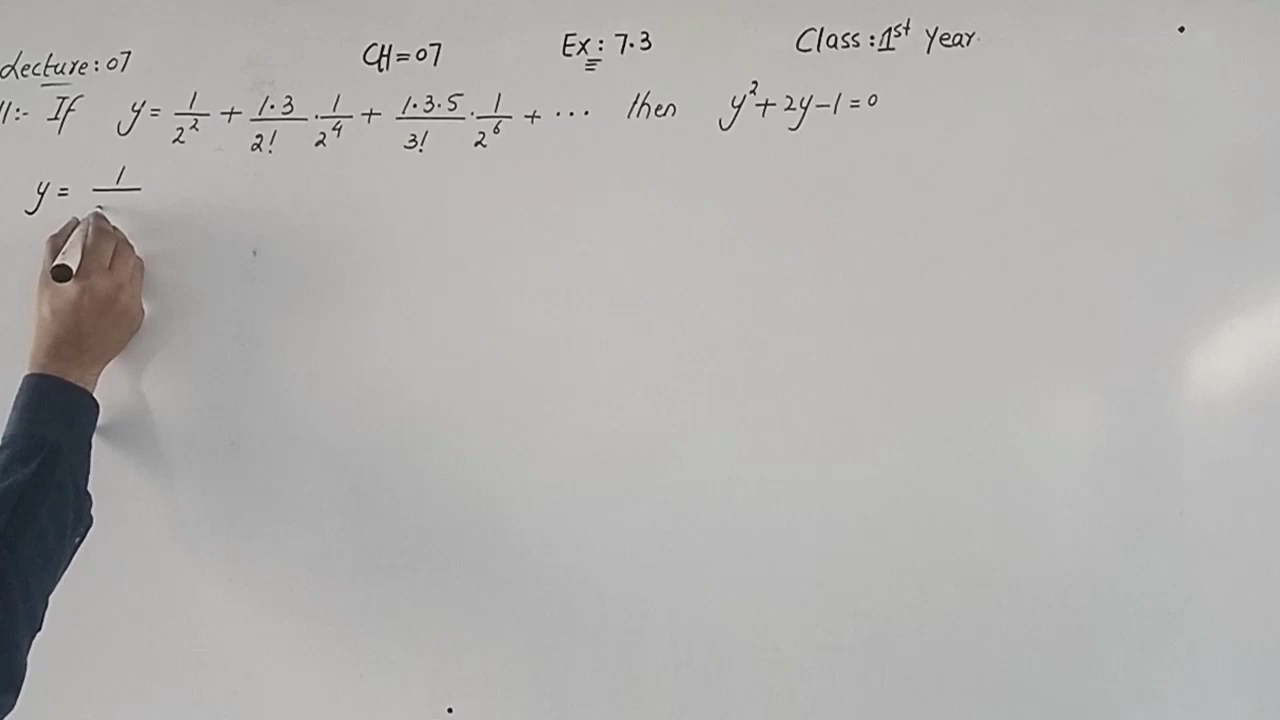 Lecture: 07 CH = 07 Ex: 7.3 Class: 1st Year
11:- If y = 1/2² + 1·3/2! · 1/2⁴ + 1·3·5/3! · 1/2⁶ + ··· then y² + 2y - 1 = 0
y = 1